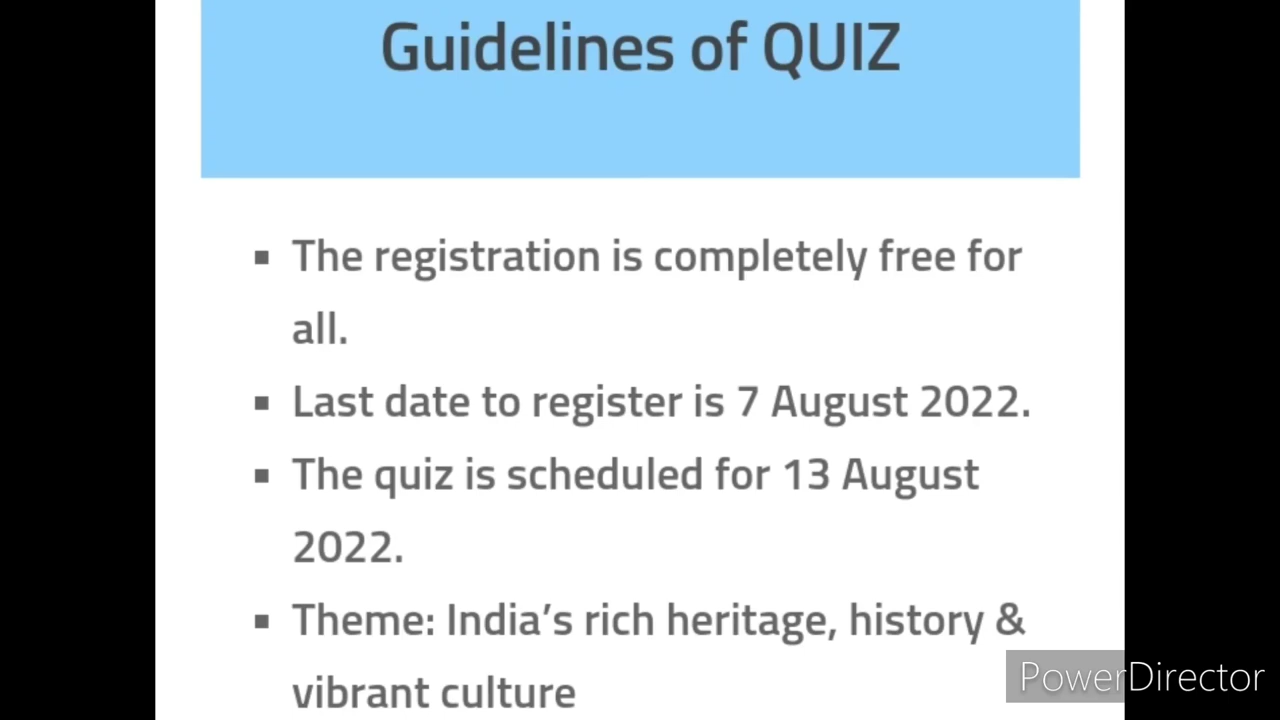 Guidelines of QUIZ
▪ The registration is completely free for
all.
▪ Last date to register is 7 August 2022.
▪ The quiz is scheduled for 13 August
2022.
▪ Theme: India’s rich heritage, history &
vibrant culture
PowerDirector